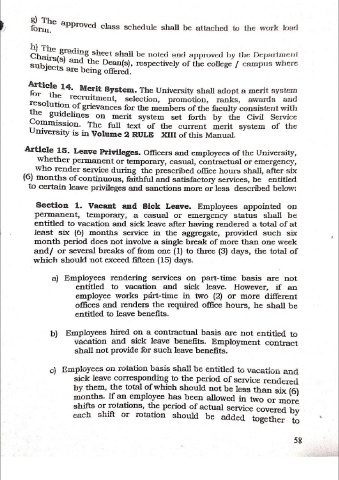 g) The approved class schedule shall be attached to the work load
form.
h) The grading sheet shall be noted and approved by the Department
Chairs(s) and the Dean(s), respectively of the college / campus where
subjects are being offered.
Article 14. Merit System. The University shall adopt a merit system
for the recruitment, selection, promotion, ranks, awards and
resolution of grievances for the members of the faculty consistent with
the guidelines on merit system set forth by the Civil Service
Commission. The full text of the current merit system of the
University is in Volume 2 RULE XIII of this Manual.
Article 15. Leave Privileges. Officers and employees of the University,
whether permanent or temporary, casual, contractual or emergency,
who render service during the prescribed office hours shall, after six
(6) months of continuous, faithful and satisfactory services, be entitled
to certain leave privileges and sanctions more or less described below:
Section 1. Vacant and Sick Leave. Employees appointed on
permanent, temporary, a casual or emergency status shall be
entitled to vacation and sick leave after having rendered a total of at
least six (6) months service in the aggregate, provided such six
month period does not involve a single break of more than one week
and/ or several breaks of from one (1) to three (3) days, the total of
which should not exceed fifteen (15) days.
a) Employees rendering services on part-time basis are not
entitled to vacation and sick leave. However, if an
employee works part-time in two (2) or more different
offices and renders the required office hours, he shall be
entitled to leave benefits.
b) Employees hired on a contractual basis are not entitled to
vacation and sick leave benefits. Employment contract
shall not provide for such leave benefits.
c) Employees on rotation basis shall be entitled to vacation and
sick leave corresponding to the period of service rendered
by them, the total of which should not be less than six (6)
months. If an employee has been allowed in two or more
shifts or rotations, the period of actual service covered by
each shift or rotation should be added together to
58